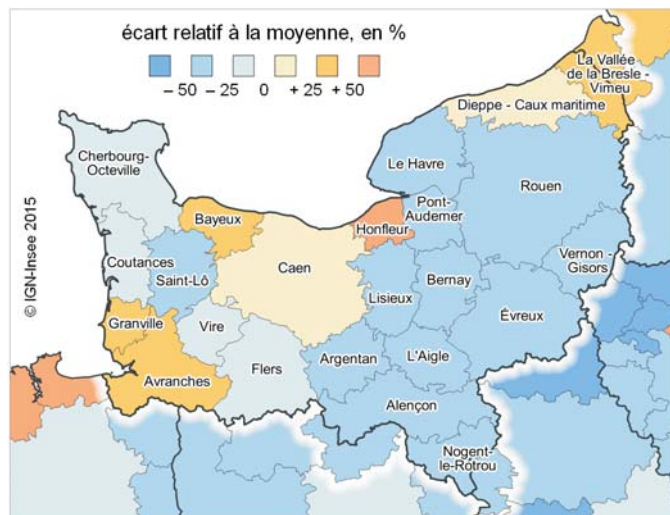 écart relatif à la moyenne, en %
– 50 – 25 0 + 25 + 50
La Vallée
de la Bresle -
Vimeu
Dieppe - Caux maritime
Cherbourg-
Octeville
Le Havre
Rouen
Pont-
Audemer
Bayeux
Honfleur
Coutances
Saint-Lô
Caen
Vernon -
Gisors
Lisieux
Bernay
Évreux
Granville
Vire
Flers
Argentan
L'Aigle
Avranches
Alençon
Nogent-
le-Rotrou
© IGN-Insee 2015